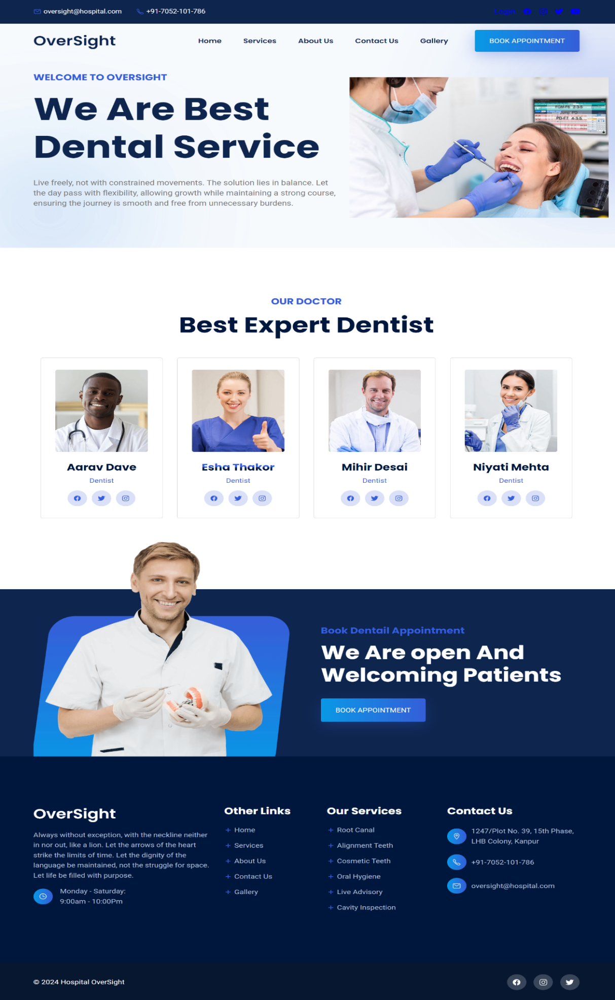 oversight@hospital.com +91-7052-101-786 Login
OverSight Home Services About Us Contact Us Gallery BOOK APPOINTMENT
WELCOME TO OVERSIGHT
We Are Best
Dental Service
Live freely, not with constrained movements. The solution lies in balance. Let
the day pass with flexibility, allowing growth while maintaining a strong course,
ensuring the journey is smooth and free from unnecessary burdens.
FGM-F6 2-3-5
Jump: PD
PD-F7 4-3-5
OUR DOCTOR
Best Expert Dentist
Aarav Dave
Dentist
Esha Thakor
Dentist
Mihir Desai
Dentist
Niyati Mehta
Dentist
Book Dentail Appointment
We Are open And
Welcoming Patients
BOOK APPOINTMENT
OverSight
Always without exception, with the neckline neither
in nor out, like a lion. Let the arrows of the heart
strike the limits of time. Let the dignity of the
language be maintained, not the struggle for space.
Let life be filled with purpose.
Monday - Saturday:
9:00am - 10:00Pm
Other Links
+ Home
+ Services
+ About Us
+ Contact Us
+ Gallery
Our Services
+ Root Canal
+ Alignment Teeth
+ Cosmetic Teeth
+ Oral Hygiene
+ Live Advisory
+ Cavity Inspection
Contact Us
1247/Plot No. 39, 15th Phase,
LHB Colony, Kanpur
+91-7052-101-786
oversight@hospital.com
© 2024 Hospital OverSight